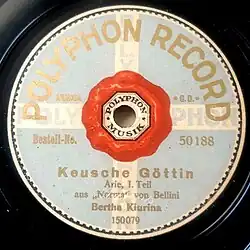 POLYPHON RECORD
POLYPHON
MUSIK
Bestell-No. 50188
Keusche Göttin
Arie, I. Teil
aus „Norma" von Bellini
Bertha Kiurina
150079